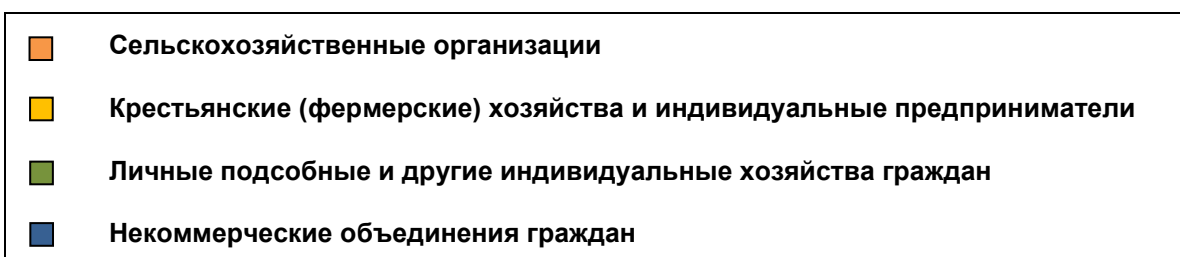 Сельскохозяйственные организации
Крестьянские (фермерские) хозяйства и индивидуальные предприниматели
Личные подсобные и другие индивидуальные хозяйства граждан
Некоммерческие объединения граждан